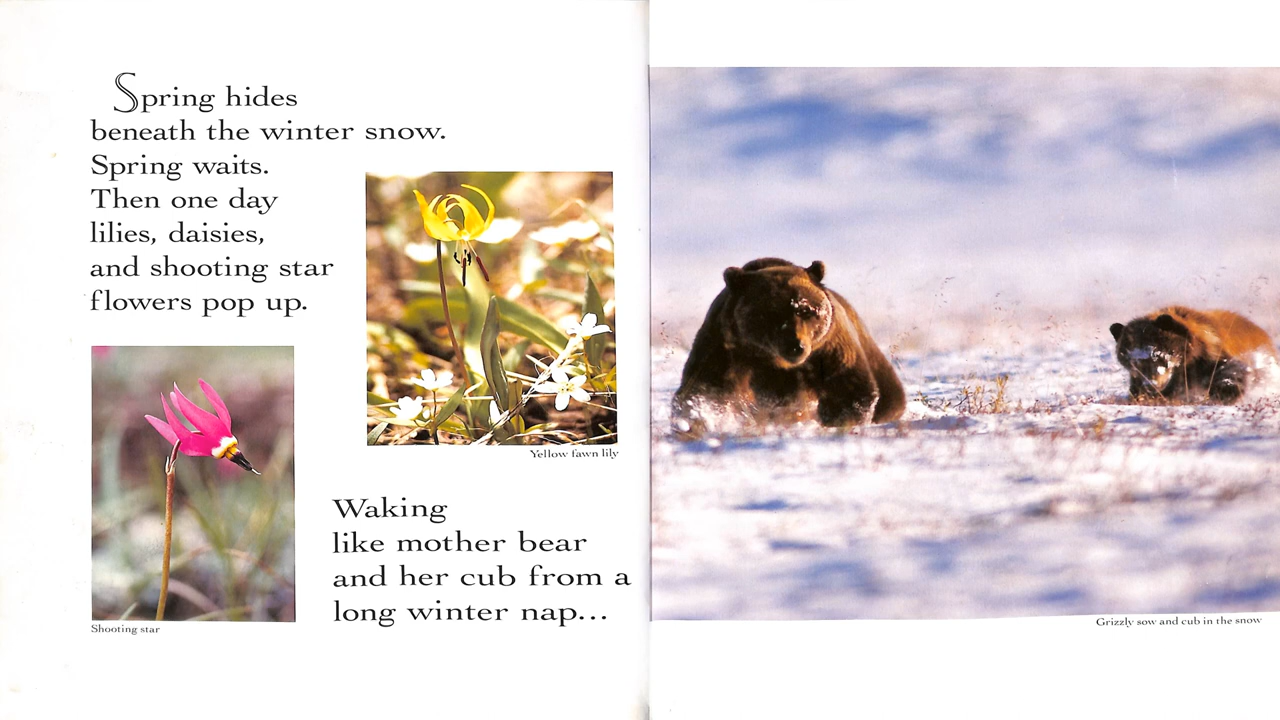 Spring hides
beneath the winter snow.
Spring waits.
Then one day
lilies, daisies,
and shooting star
flowers pop up.
Yellow fawn lily
Shooting star
Waking
like mother bear
and her cub from a
long winter nap...
Grizzly sow and cub in the snow